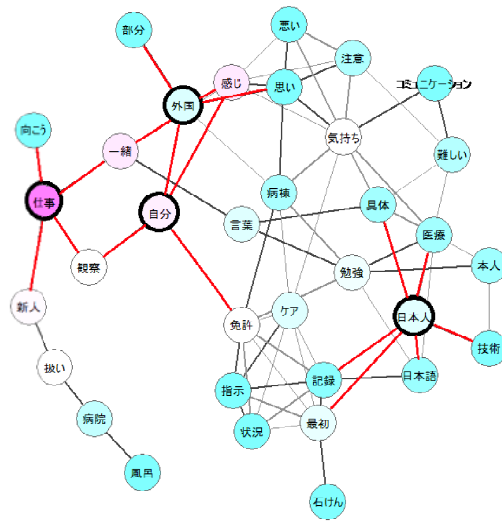 悪い
部分
注意
感じ
思い
コミュニケーション
外国
向こう
気持ち
一緒
難しい
病棟
仕事
自分
具体
言葉
医療
観察
勉強
本人
新人
ケア
日本人
免許
技術
扱い
記録
日本語
指示
病院
最初
状況
風呂
石けん